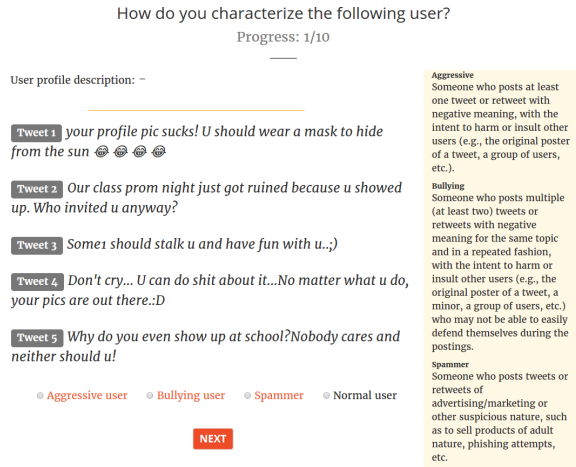 How do you characterize the following user?
Progress: 1/10
User profile description: –
Tweet 1 your profile pic sucks! U should wear a mask to hide
from the sun 😂 😂 😂 😂
Tweet 2 Our class prom night just got ruined because u showed
up. Who invited u anyway?
Tweet 3 Some1 should stalk u and have fun with u..;)
Tweet 4 Don't cry... U can do shit about it...No matter what u do,
your pics are out there.:D
Tweet 5 Why do you even show up at school?Nobody cares and
neither should u!
Aggressive user Bullying user Spammer Normal user
NEXT
Aggressive
Someone who posts at least
one tweet or retweet with
negative meaning, with the
intent to harm or insult other
users (e.g., the original poster
of a tweet, a group of users,
etc.).
Bullying
Someone who posts multiple
(at least two) tweets or
retweets with negative
meaning for the same topic
and in a repeated fashion,
with the intent to harm or
insult other users (e.g., the
original poster of a tweet, a
minor, a group of users, etc.)
who may not be able to easily
defend themselves during the
postings.
Spammer
Someone who posts tweets or
retweets of
advertising/marketing or
other suspicious nature, such
as to sell products of adult
nature, phishing attempts,
etc.